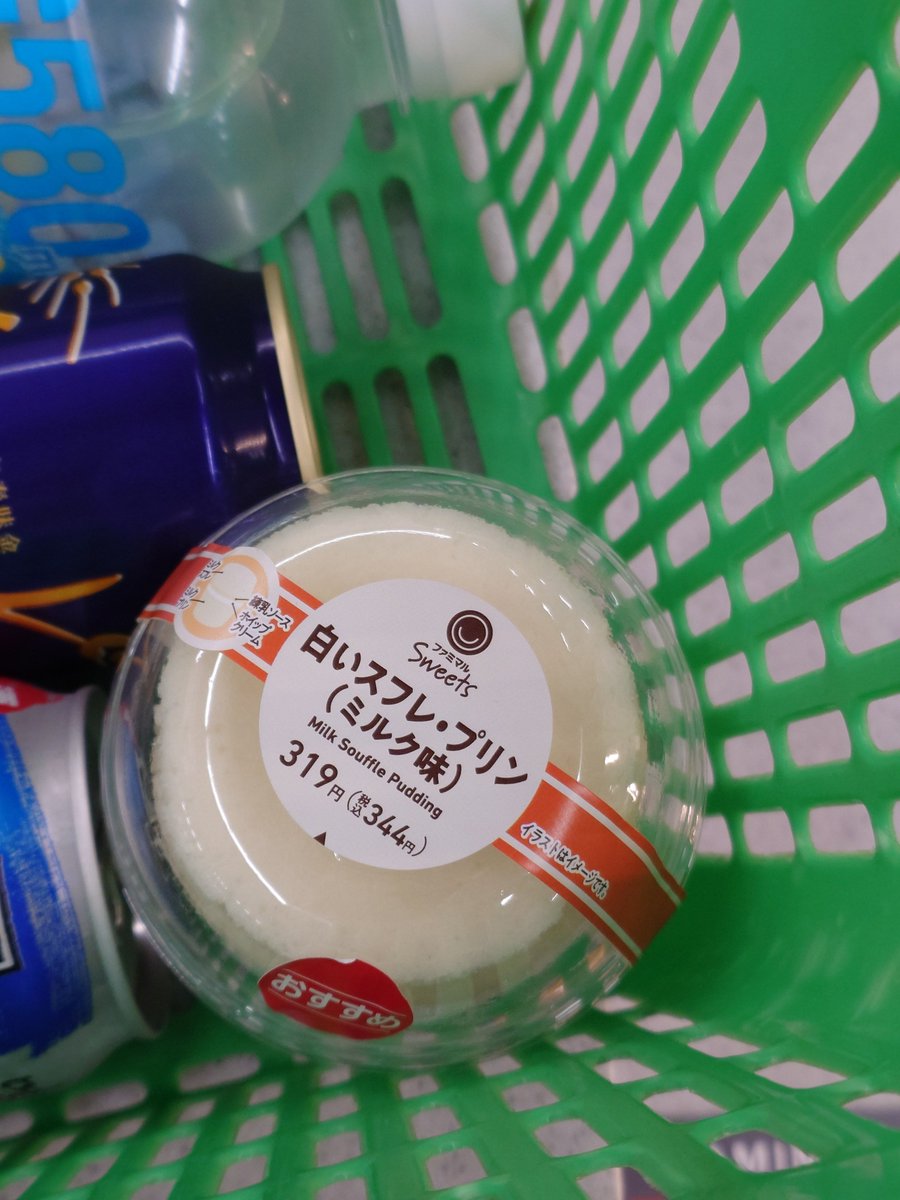 580
練乳ソース
ホイップ
クリーム
ファミマル
Sweets
白いスフレ・プリン
(ミルク味)
Milk Souffle Pudding
319円(税込344円)
イラストはイメージです。
おすすめ